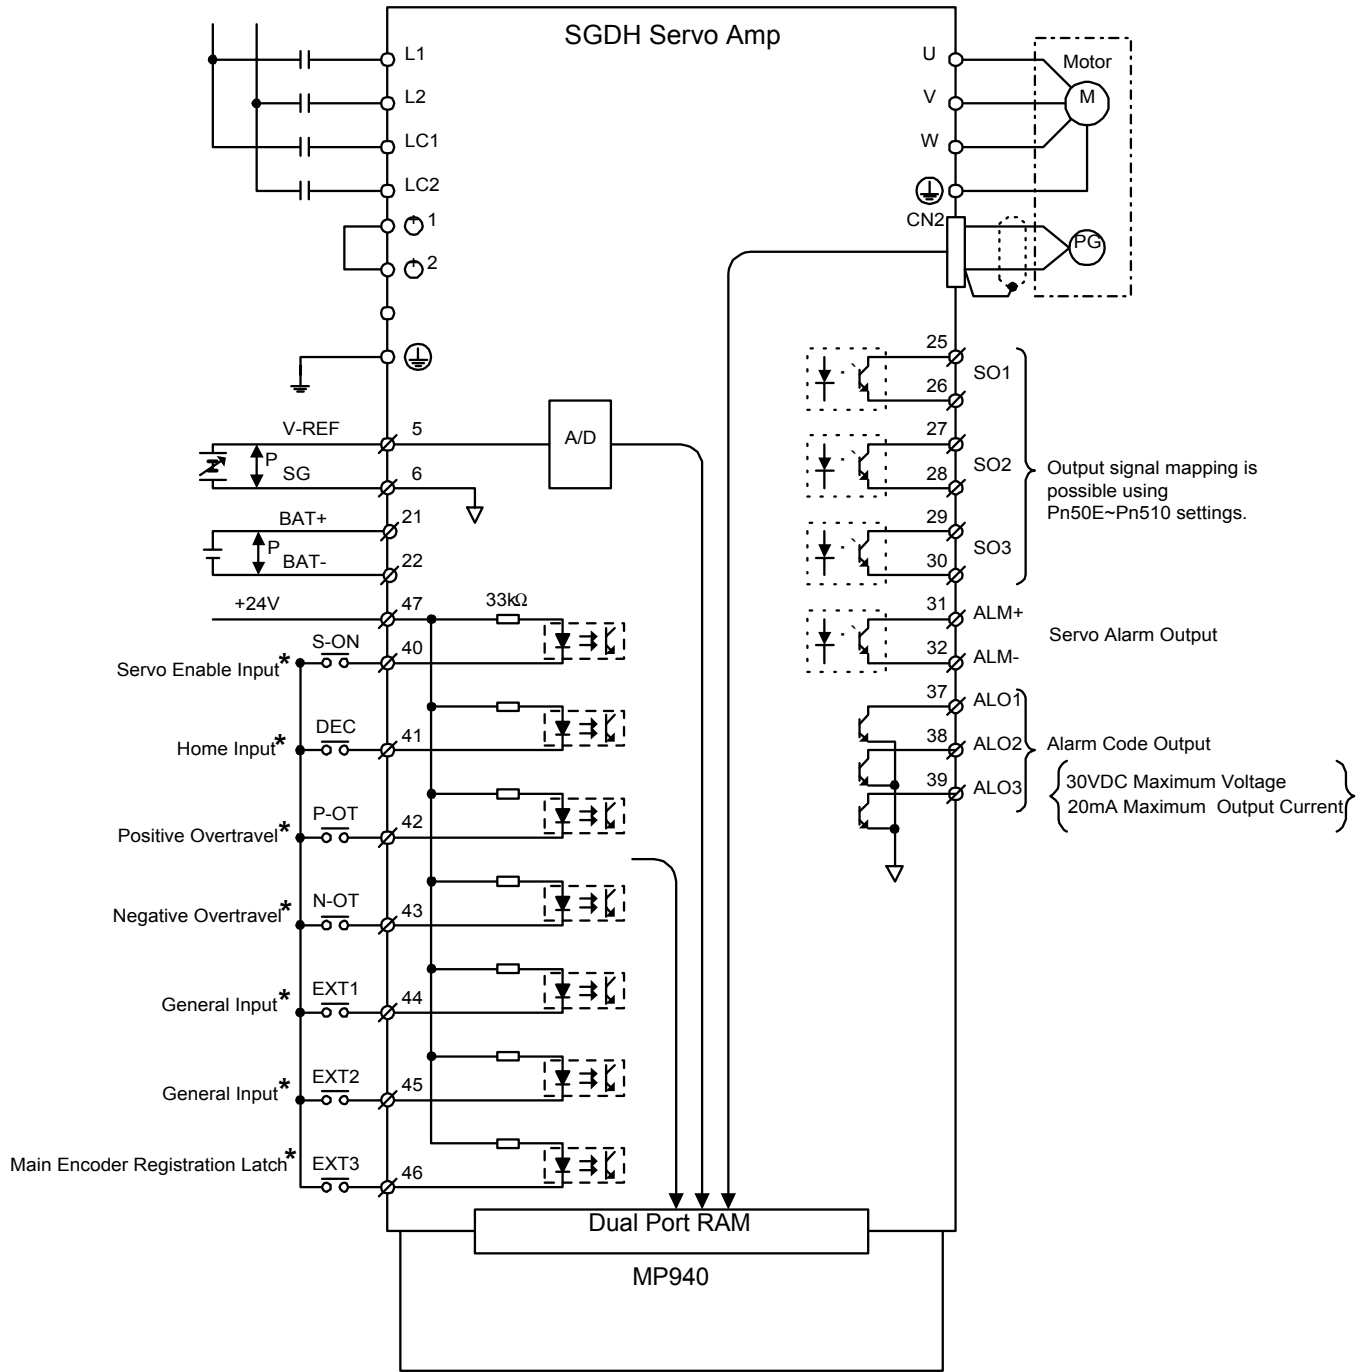 SGDH Servo Amp
L1
L2
LC1
LC2
1
2
U
V
W
CN2
Motor
M
PG
V-REF
5
P
SG
6
A/D
BAT+
21
P
BAT-
22
+24V
47
33kΩ
S-ON
Servo Enable Input*
40
DEC
Home Input*
41
P-OT
Positive Overtravel*
42
N-OT
Negative Overtravel*
43
EXT1
General Input*
44
EXT2
General Input*
45
EXT3
Main Encoder Registration Latch*
46
25
SO1
26
27
SO2
28
29
SO3
30
Output signal mapping is
possible using
Pn50E~Pn510 settings.
31
ALM+
32
ALM-
Servo Alarm Output
37
ALO1
38
ALO2
39
ALO3
Alarm Code Output
30VDC Maximum Voltage
20mA Maximum Output Current
Dual Port RAM
MP940